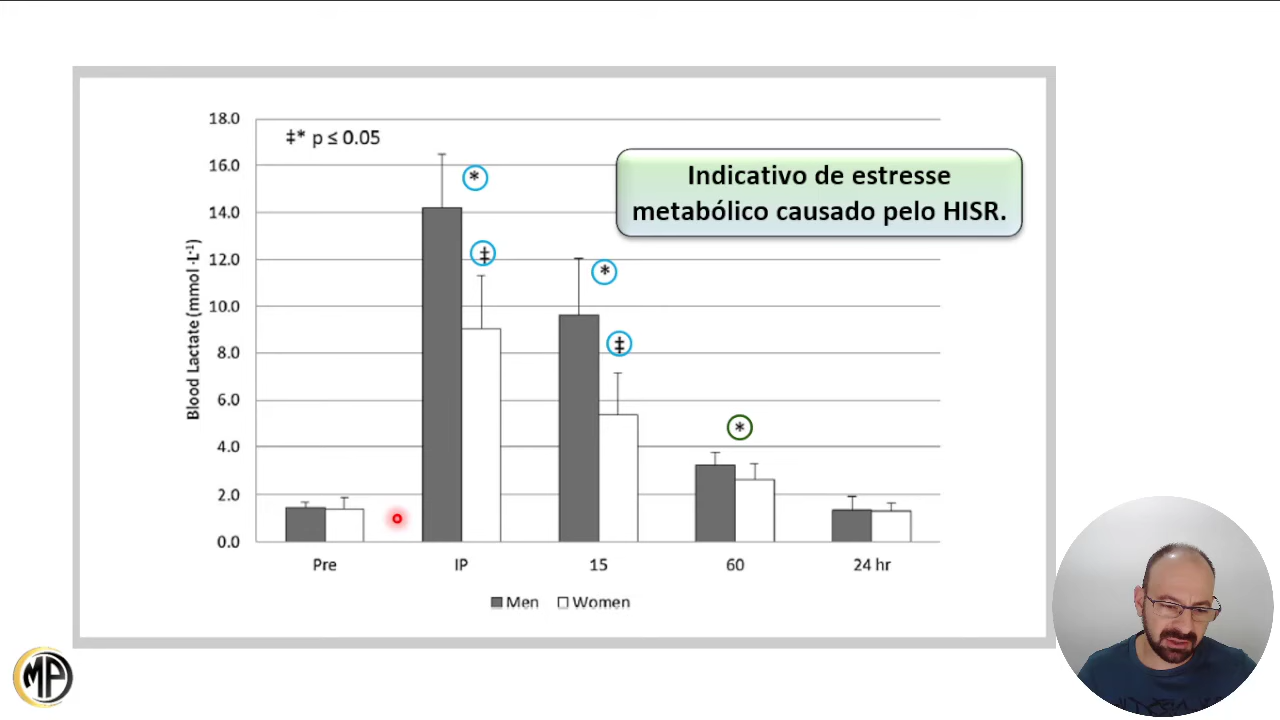 18.0
‡* p ≤ 0.05
16.0
*
Indicativo de estresse
metabólico causado pelo HISR.
14.0
‡
12.0
*
10.0
‡
8.0
6.0
*
4.0
2.0
0.0
Blood Lactate (mmol ·L-1)
Pre IP 15 60 24 hr
Men Women
MP